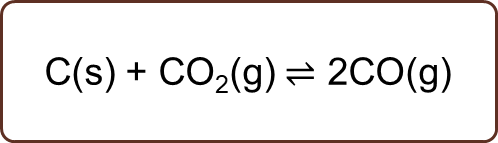 C(s) + CO₂(g) ⇌ 2CO(g)